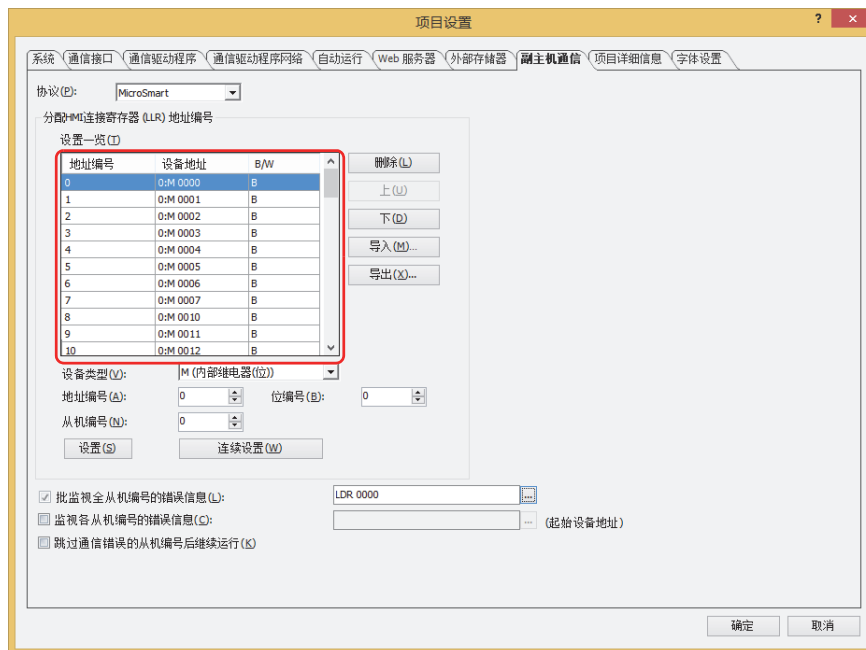 项目设置
? ×
系统 通信接口 通信驱动程序 通信驱动程序网络 自动运行 Web 服务器 外部存储器 副主机通信 项目详细信息 字体设置
协议(P): MicroSmart
分配HMI连接寄存器 (LLR) 地址编号
设置一览(T)
地址编号 设备地址 B/W
0 0:M 0000 B
1 0:M 0001 B
2 0:M 0002 B
3 0:M 0003 B
4 0:M 0004 B
5 0:M 0005 B
6 0:M 0006 B
7 0:M 0007 B
8 0:M 0010 B
9 0:M 0011 B
10 0:M 0012 B
删除(L)
上(U)
下(D)
导入(M)...
导出(X)...
设备类型(V): M (内部继电器(位))
地址编号(A): 0 位编号(B): 0
从机编号(N): 0
设置(S) 连续设置(W)
批监视全从机编号的错误信息(L): LDR 0000 ...
监视各从机编号的错误信息(C): ... (起始设备地址)
跳过通信错误的从机编号后继续运行(K)
确定 取消